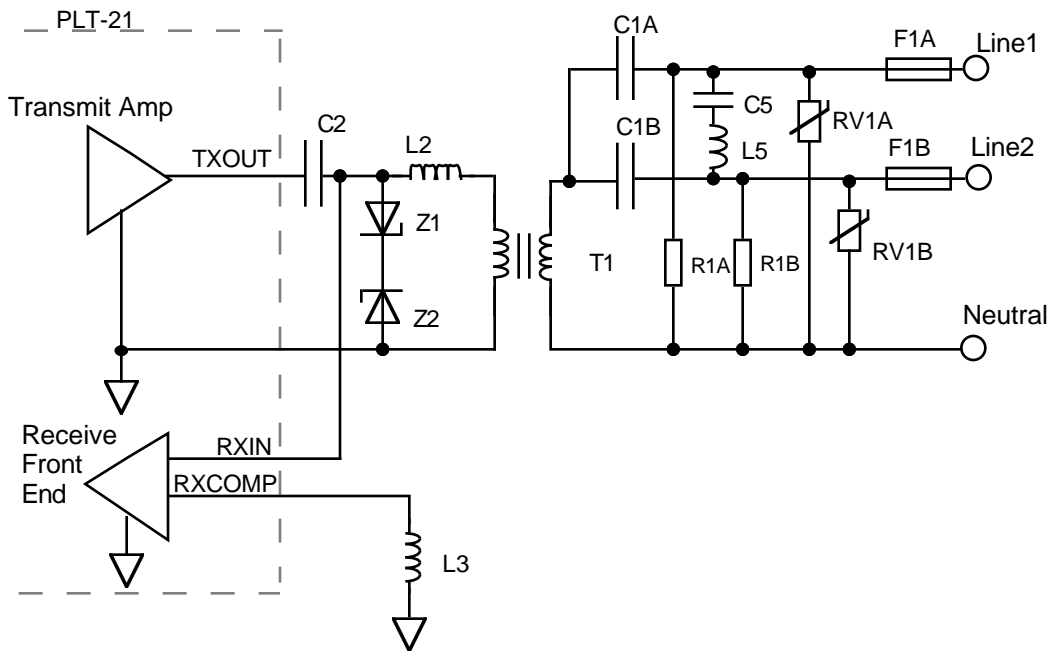 PLT-21
C1A
F1A
Line1
Transmit Amp
C2
C5
C1B
RV1A
TXOUT
L2
L5
F1B
Line2
Z1
R1A
R1B
T1
RV1B
Z2
Neutral
Receive
Front
End
RXIN
RXCOMP
L3